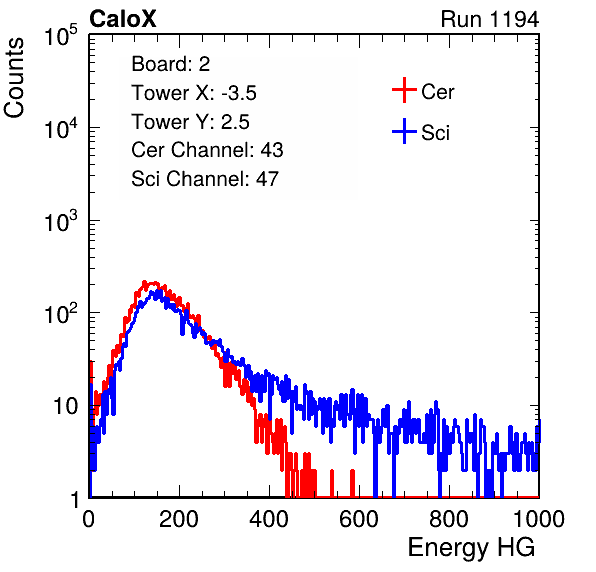 CaloX Run 1194
Counts
Board: 2
Tower X: -3.5
Tower Y: 2.5
Cer Channel: 43
Sci Channel: 47
Cer
Sci
10^5
10^4
10^3
10^2
10
1
0 200 400 600 800 1000
Energy HG